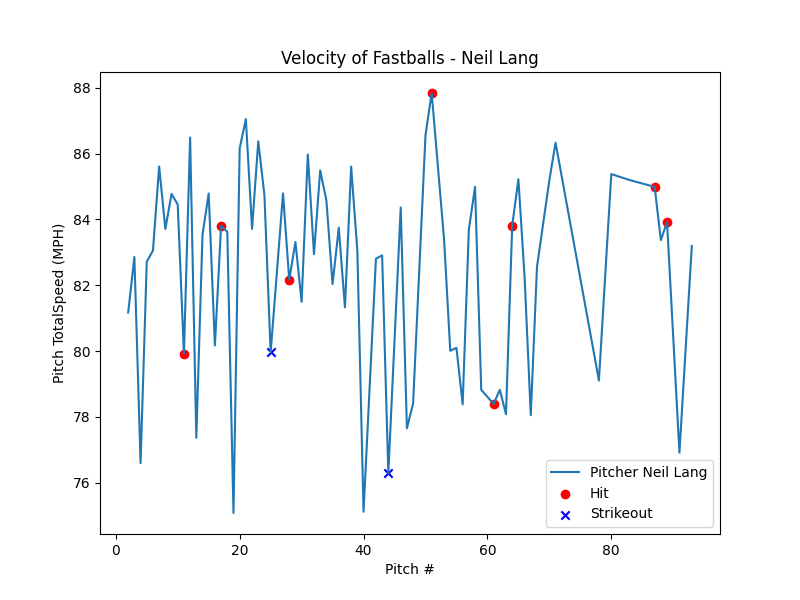 Velocity of Fastballs - Neil Lang
Pitch TotalSpeed (MPH)
88
86
84
82
80
78
76
0 20 40 60 80
Pitch #
Pitcher Neil Lang
Hit
Strikeout